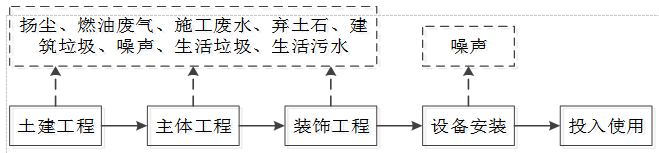 扬尘、燃油废气、施工废水、弃土石、建
筑垃圾、噪声、生活垃圾、生活污水
噪声
土建工程
主体工程
装饰工程
设备安装
投入使用